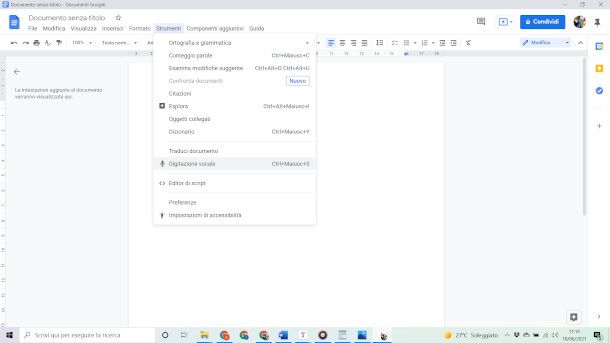 Documento senza titolo - Documenti Google
Documento senza titolo
File Modifica Visualizza Inserisci Formato Strumenti Componenti aggiuntivi Guida
Condividi
100% Testo norm...
Modifica
Ortografia e grammatica
Conteggio parole Ctrl+Maiusc+C
Esamina modifiche suggerite Ctrl+Alt+O Ctrl+Alt+U
Confronta documenti Nuovo
Citazioni
Esplora Ctrl+Alt+Maiusc+I
Oggetti collegati
Dizionario Ctrl+Maiusc+Y
Traduci documento
Digitazione vocale Ctrl+Maiusc+S
Editor di script
Preferenze
Impostazioni di accessibilità
Le intestazioni aggiunte al documento
verranno visualizzate qui.
Scrivi qui per eseguire la ricerca
27°C Soleggiato
18/06/2021